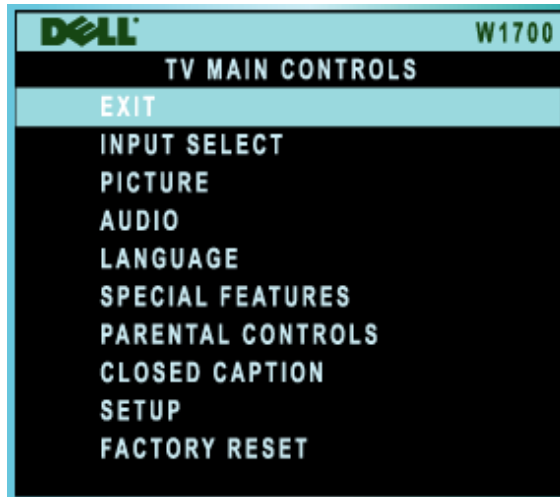 DELL W1700
TV MAIN CONTROLS
EXIT
INPUT SELECT
PICTURE
AUDIO
LANGUAGE
SPECIAL FEATURES
PARENTAL CONTROLS
CLOSED CAPTION
SETUP
FACTORY RESET